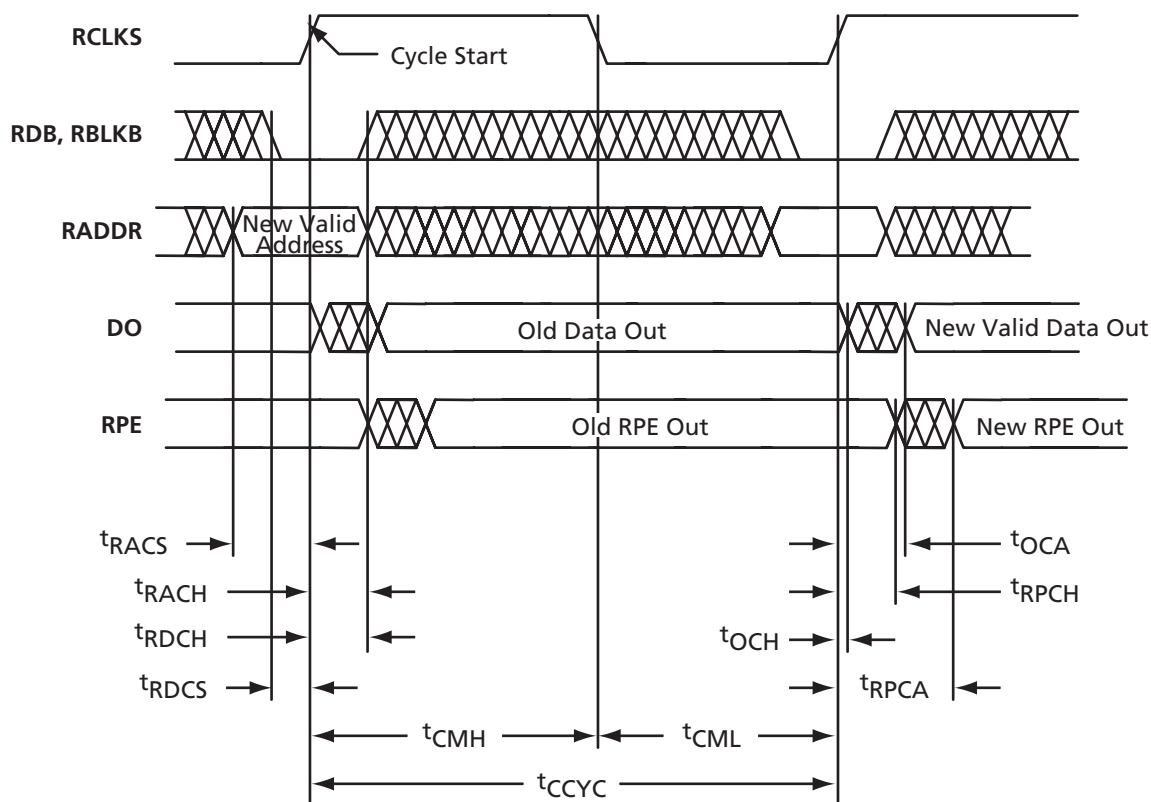 RCLKS
Cycle Start
RDB, RBLKB
RADDR
New Valid
Address
DO
Old Data Out
New Valid Data Out
RPE
Old RPE Out
New RPE Out
tRACS
tOCA
tRACH
tRPCH
tRDCH
tOCH
tRDCS
tRPCA
tCMH
tCML
tCCYC